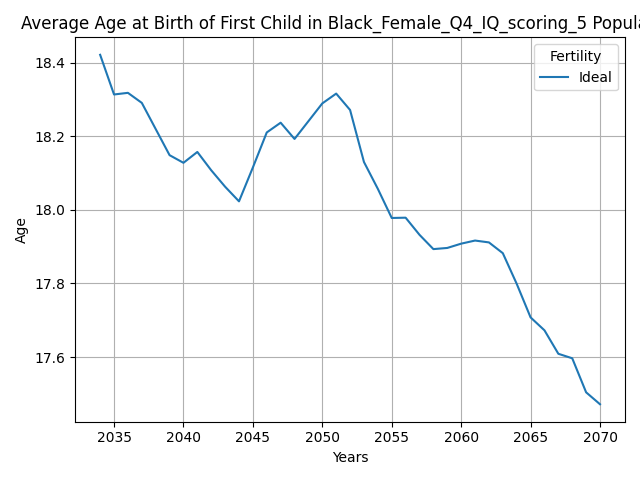 Average Age at Birth of First Child in Black_Female_Q4_IQ_scoring_5 Popula
Fertility
Ideal
18.4
18.2
18.0
17.8
17.6
Age
2035 2040 2045 2050 2055 2060 2065 2070
Years